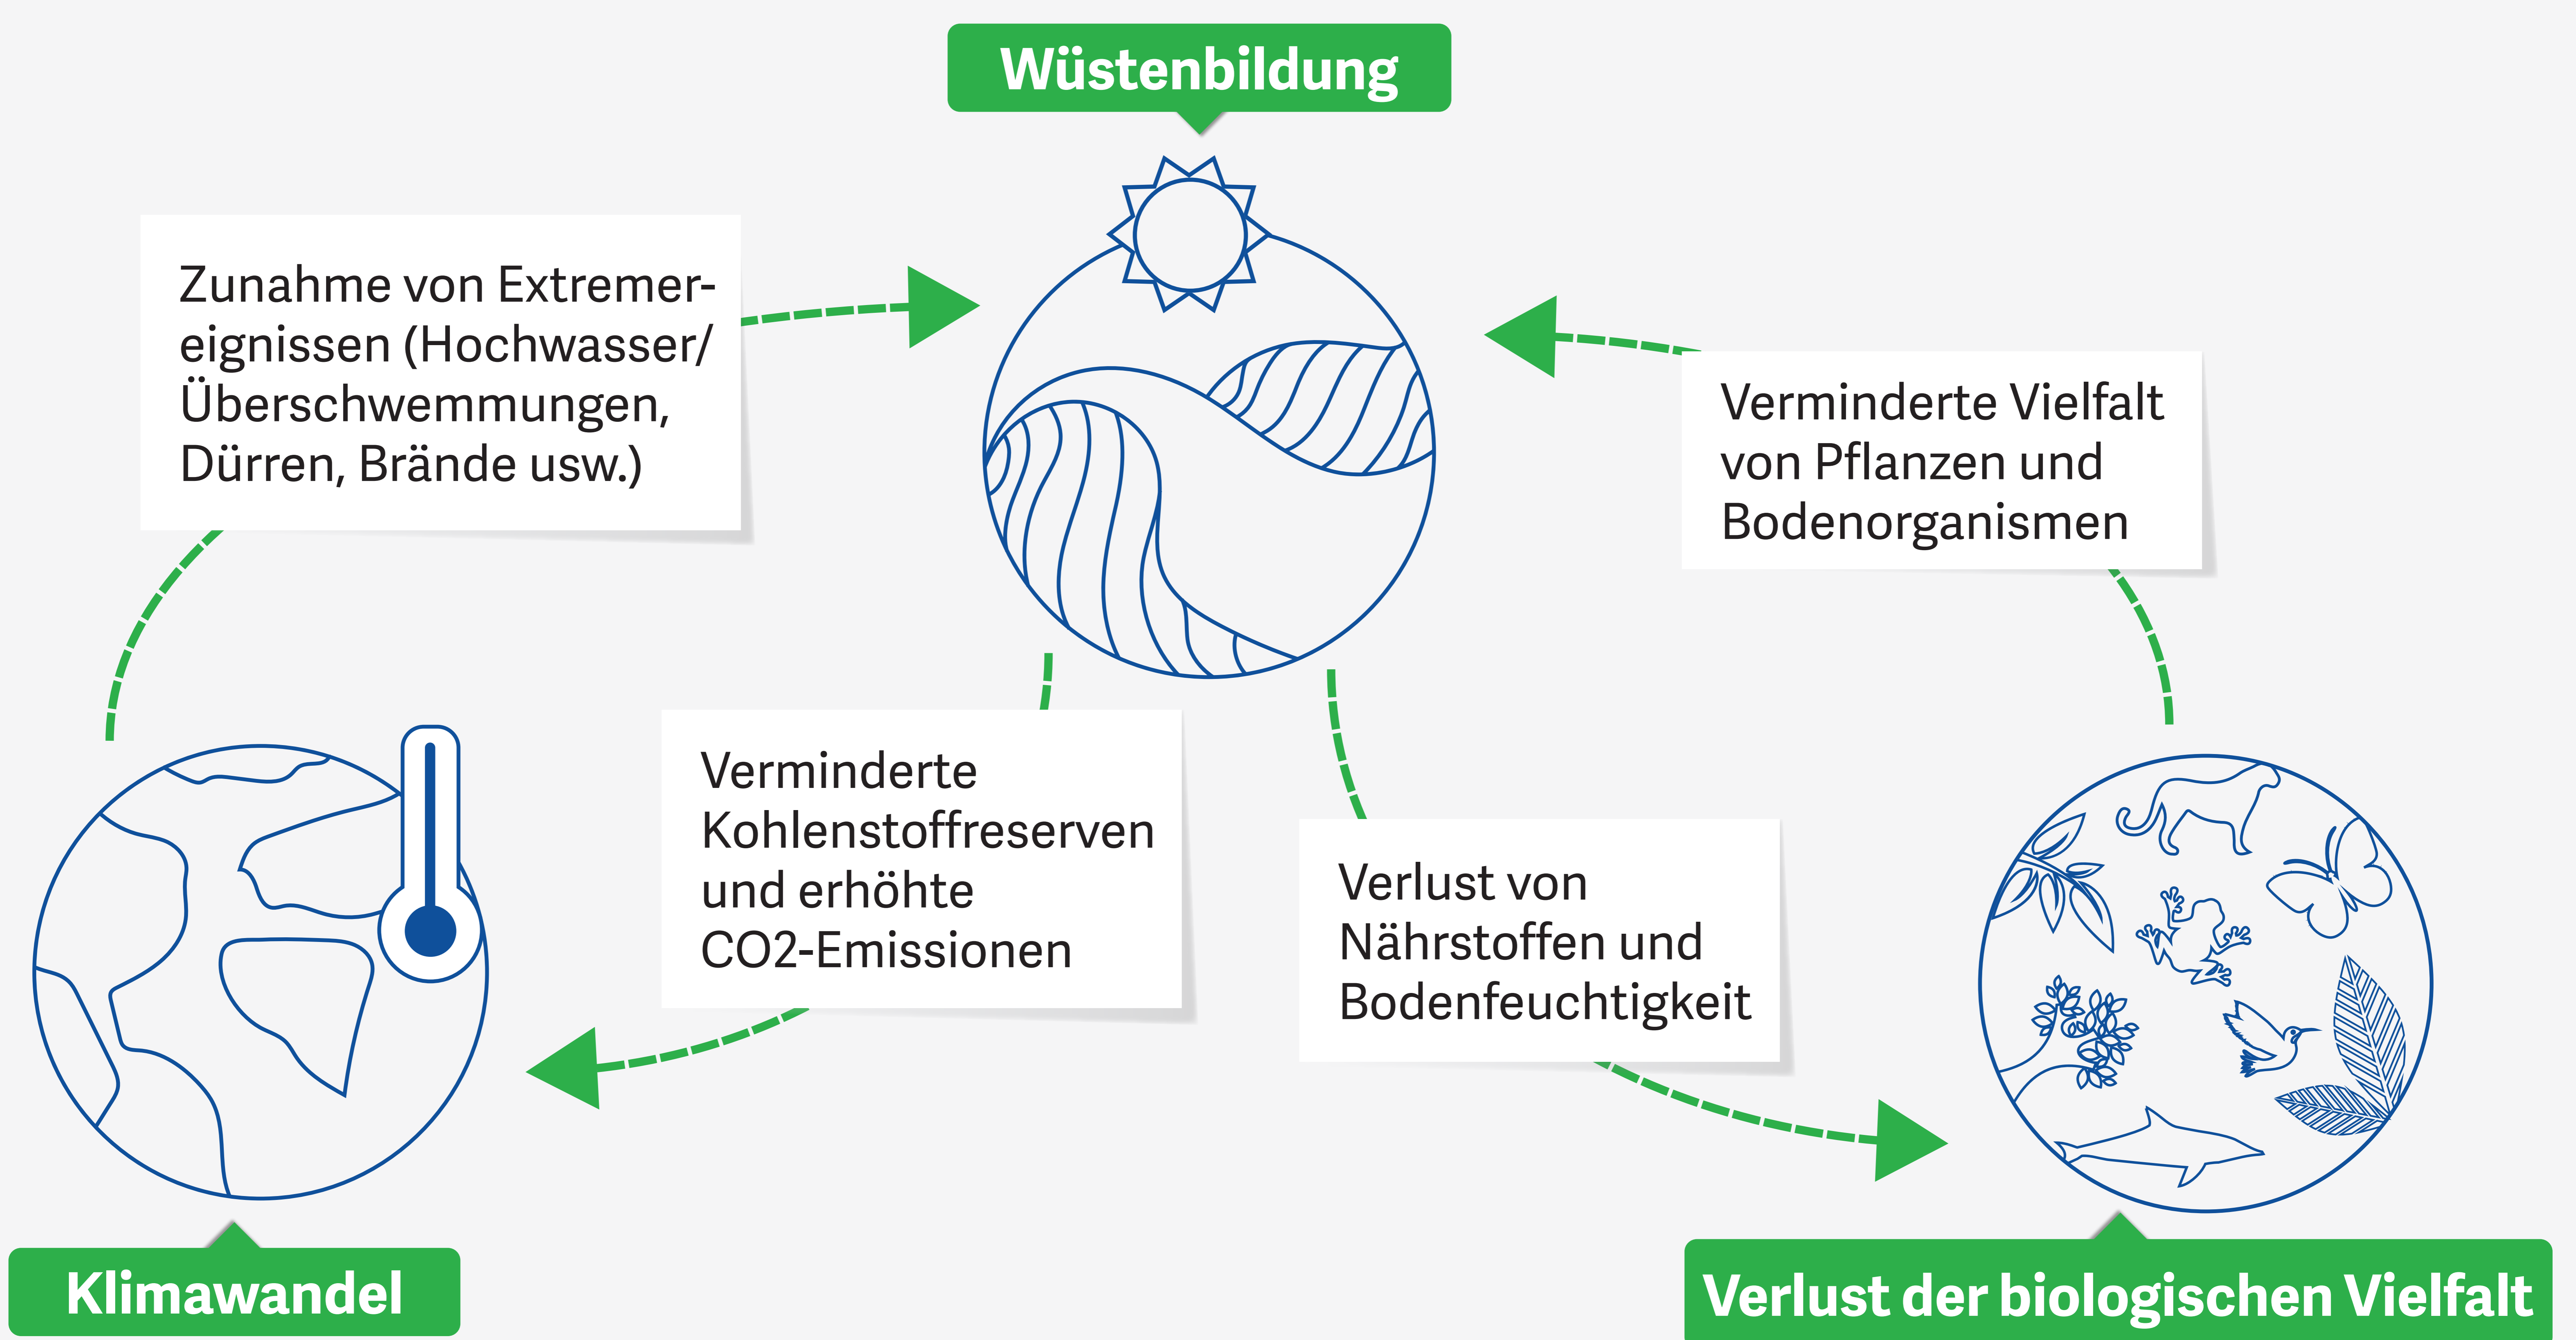 Wüstenbildung
Zunahme von Extremer-
eignissen (Hochwasser/
Überschwemmungen,
Dürren, Brände usw.)
Verminderte Vielfalt
von Pflanzen und
Bodenorganismen
Verminderte
Kohlenstoffreserven
und erhöhte
CO2-Emissionen
Verlust von
Nährstoffen und
Bodenfeuchtigkeit
Klimawandel
Verlust der biologischen Vielfalt